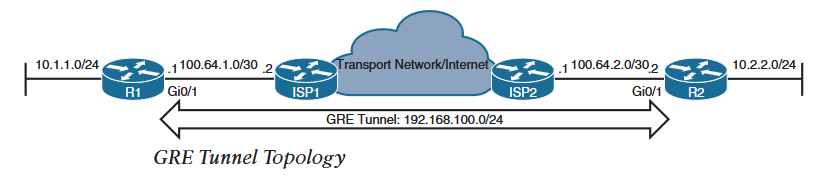 10.1.1.0/24
.1 100.64.1.0/30 .2
Transport Network/Internet
.1 100.64.2.0/30 .2
10.2.2.0/24
R1
Gi0/1
ISP1
ISP2
Gi0/1
R2
GRE Tunnel: 192.168.100.0/24
GRE Tunnel Topology